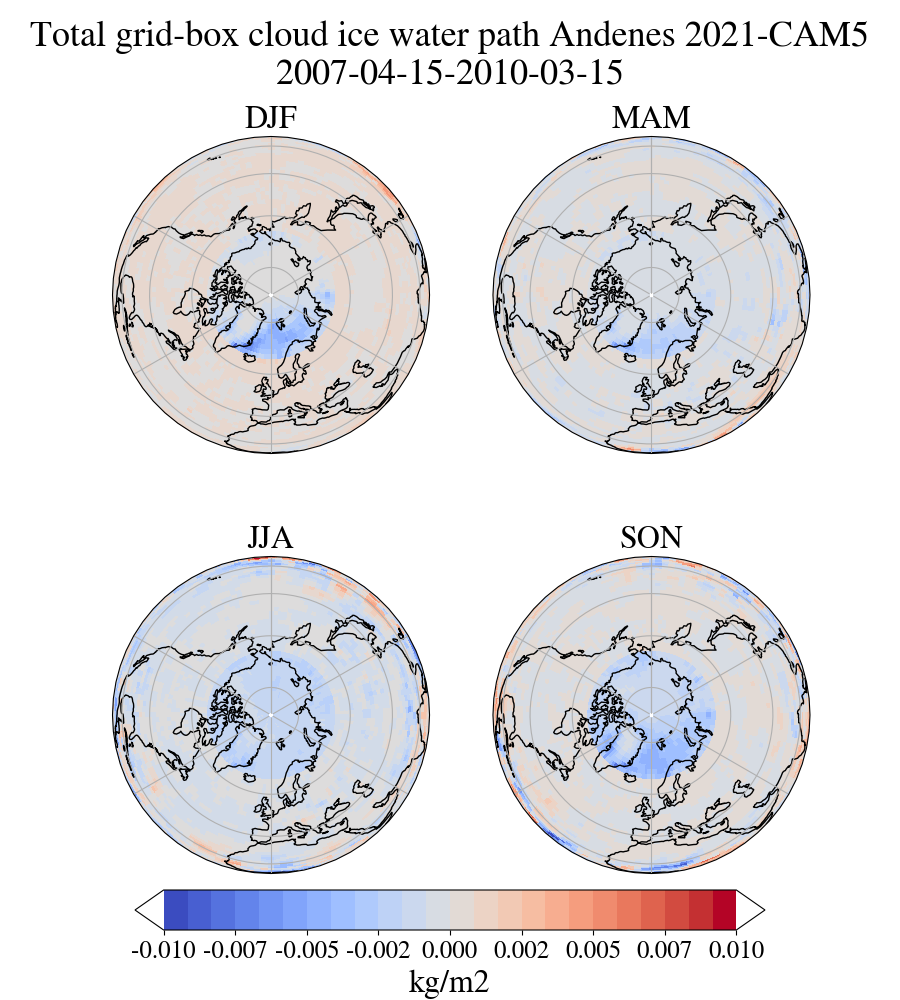 Total grid-box cloud ice water path Andenes 2021-CAM5
2007-04-15-2010-03-15
DJF MAM
JJA SON
-0.010 -0.007 -0.005 -0.002 0.000 0.002 0.005 0.007 0.010
kg/m2